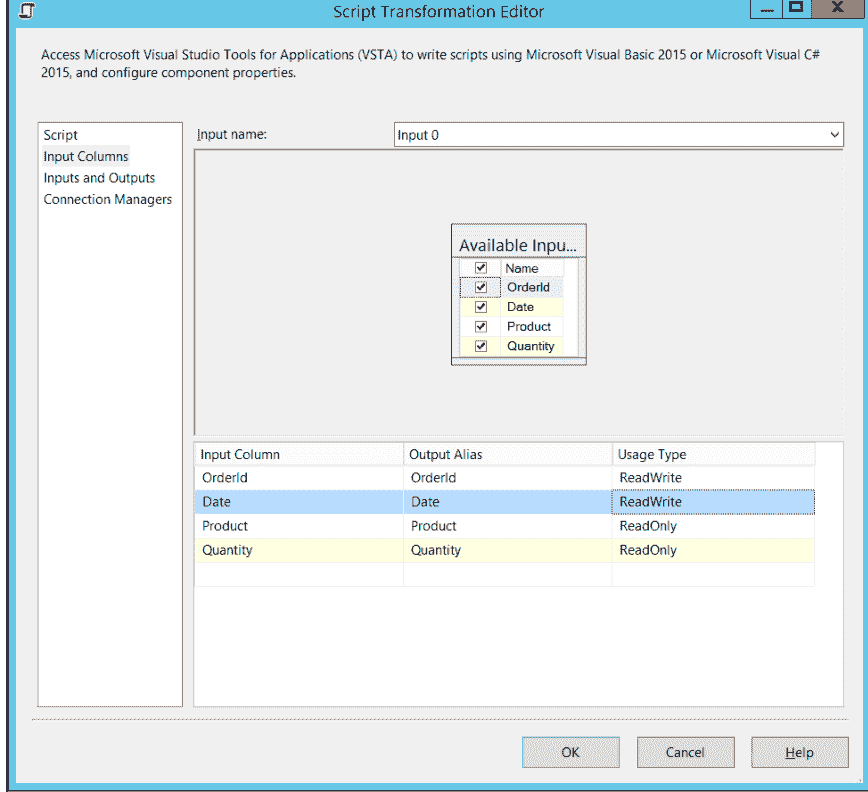 Script Transformation Editor
Access Microsoft Visual Studio Tools for Applications (VSTA) to write scripts using Microsoft Visual Basic 2015 or Microsoft Visual C#
2015, and configure component properties.
Script
Input Columns
Inputs and Outputs
Connection Managers
Input name:
Input 0
Available Inpu...
Name
OrderId
Date
Product
Quantity
Input Column Output Alias Usage Type
OrderId OrderId ReadWrite
Date Date ReadWrite
Product Product ReadOnly
Quantity Quantity ReadOnly
OK Cancel Help